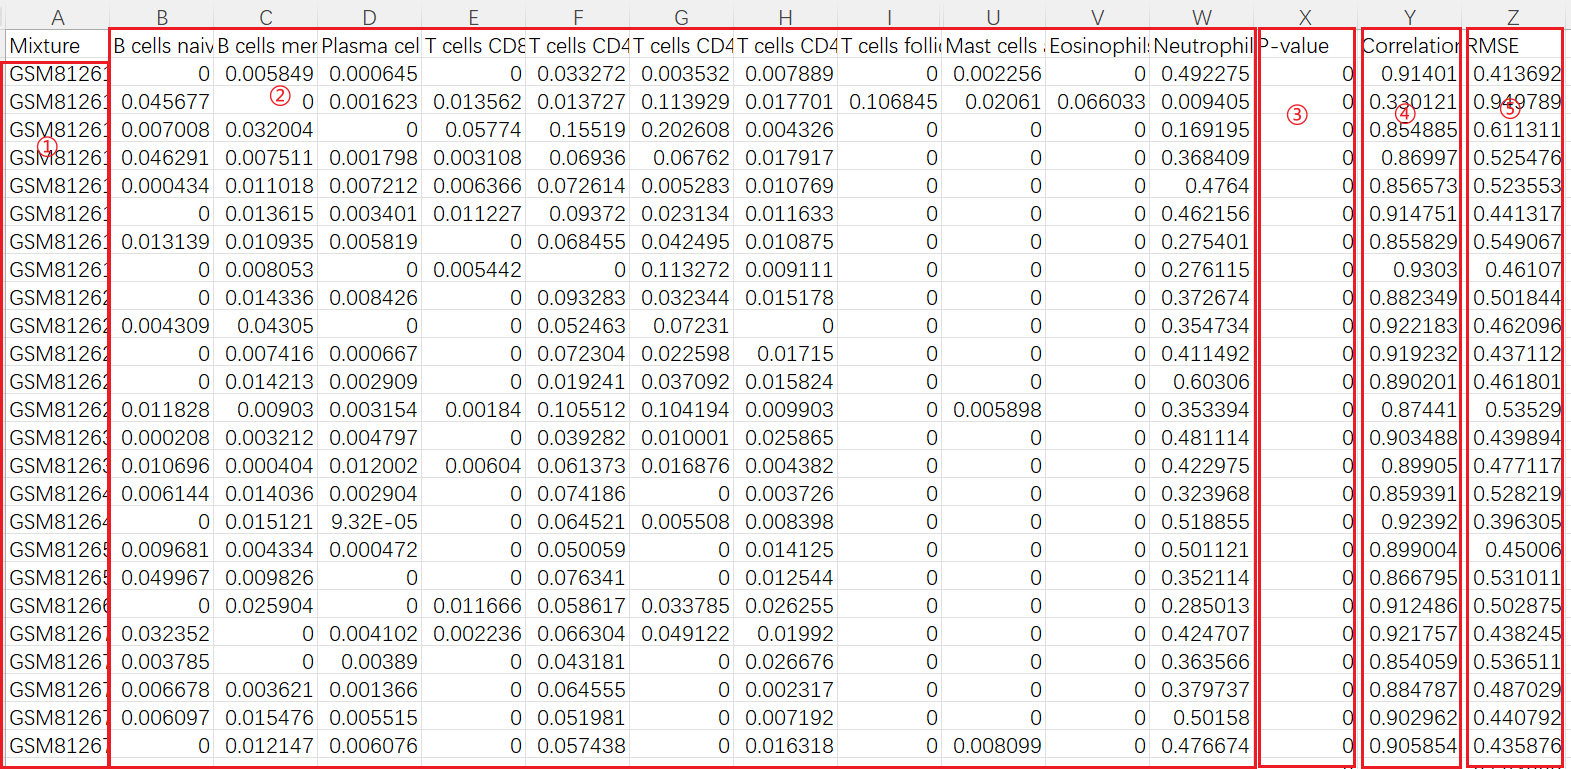 A B C D E F G H I U V W X Y Z
Mixture B cells naiv B cells mer Plasma cel T cells CD8 T cells CD4 T cells CD4 T cells CD4 T cells follic Mast cells a Eosinophils Neutrophil P-value Correlation RMSE
GSM81261 0 0.005849 0.000645 0 0.033272 0.003532 0.007889 0 0.002256 0 0.492275 0 0.91401 0.413692
GSM81261 0.045677 0 0.001623 0.013562 0.013727 0.113929 0.017701 0.106845 0.02061 0.066033 0.009405 0 0.330121 0.949789
GSM81261 0.007008 0.032004 0 0.05774 0.15519 0.202608 0.004326 0 0 0 0.169195 0 0.854885 0.611311
GSM81261 0.046291 0.007511 0.001798 0.003108 0.06936 0.06762 0.017917 0 0 0 0.368409 0 0.86997 0.525476
GSM81261 0.000434 0.011018 0.007212 0.006366 0.072614 0.005283 0.010769 0 0 0 0.4764 0 0.856573 0.523553
GSM81261 0 0.013615 0.003401 0.011227 0.09372 0.023134 0.011633 0 0 0 0.462156 0 0.914751 0.441317
GSM81261 0.013139 0.010935 0.005819 0 0.068455 0.042495 0.010875 0 0 0 0.275401 0 0.855829 0.549067
GSM81261 0 0.008053 0 0.005442 0 0.113272 0.009111 0 0 0 0.276115 0 0.9303 0.46107
GSM81262 0 0.014336 0.008426 0 0.093283 0.032344 0.015178 0 0 0 0.372674 0 0.882349 0.501844
GSM81262 0.004309 0.04305 0 0 0.052463 0.07231 0 0 0 0 0.354734 0 0.922183 0.462096
GSM81262 0 0.007416 0.000667 0 0.072304 0.022598 0.01715 0 0 0 0.411492 0 0.919232 0.437112
GSM81262 0 0.014213 0.002909 0 0.019241 0.037092 0.015824 0 0 0 0.60306 0 0.890201 0.461801
GSM81262 0.011828 0.00903 0.003154 0.00184 0.105512 0.104194 0.009903 0 0.005898 0 0.353394 0 0.87441 0.53529
GSM81263 0.000208 0.003212 0.004797 0 0.039282 0.010001 0.025865 0 0 0 0.481114 0 0.903488 0.439894
GSM81263 0.010696 0.000404 0.012002 0.00604 0.061373 0.016876 0.004382 0 0 0 0.422975 0 0.89905 0.477117
GSM81264 0.006144 0.014036 0.002904 0 0.074186 0 0.003726 0 0 0 0.323968 0 0.859391 0.528219
GSM81264 0 0.015121 9.32E-05 0 0.064521 0.005508 0.008398 0 0 0 0.518855 0 0.92392 0.396305
GSM81265 0.009681 0.004334 0.000472 0 0.050059 0 0.014125 0 0 0 0.501121 0 0.899004 0.45006
GSM81265 0.049967 0.009826 0 0 0.076341 0 0.012544 0 0 0 0.352114 0 0.866795 0.531011
GSM81266 0 0.025904 0 0.011666 0.058617 0.033785 0.026255 0 0 0 0.285013 0 0.912486 0.502875
GSM81267 0.032352 0 0.004102 0.002236 0.066304 0.049122 0.01992 0 0 0 0.424707 0 0.921757 0.438245
GSM81267 0.003785 0 0.00389 0 0.043181 0 0.026676 0 0 0 0.363566 0 0.854059 0.536511
GSM81267 0.006678 0.003621 0.001366 0 0.064555 0 0.002317 0 0 0 0.379737 0 0.884787 0.487029
GSM81267 0.006097 0.015476 0.005515 0 0.051981 0 0.007192 0 0 0 0.50158 0 0.902962 0.440792
GSM81267 0 0.012147 0.006076 0 0.057438 0 0.016318 0 0.008099 0 0.476674 0 0.905854 0.435876
①
②
③
④
⑤